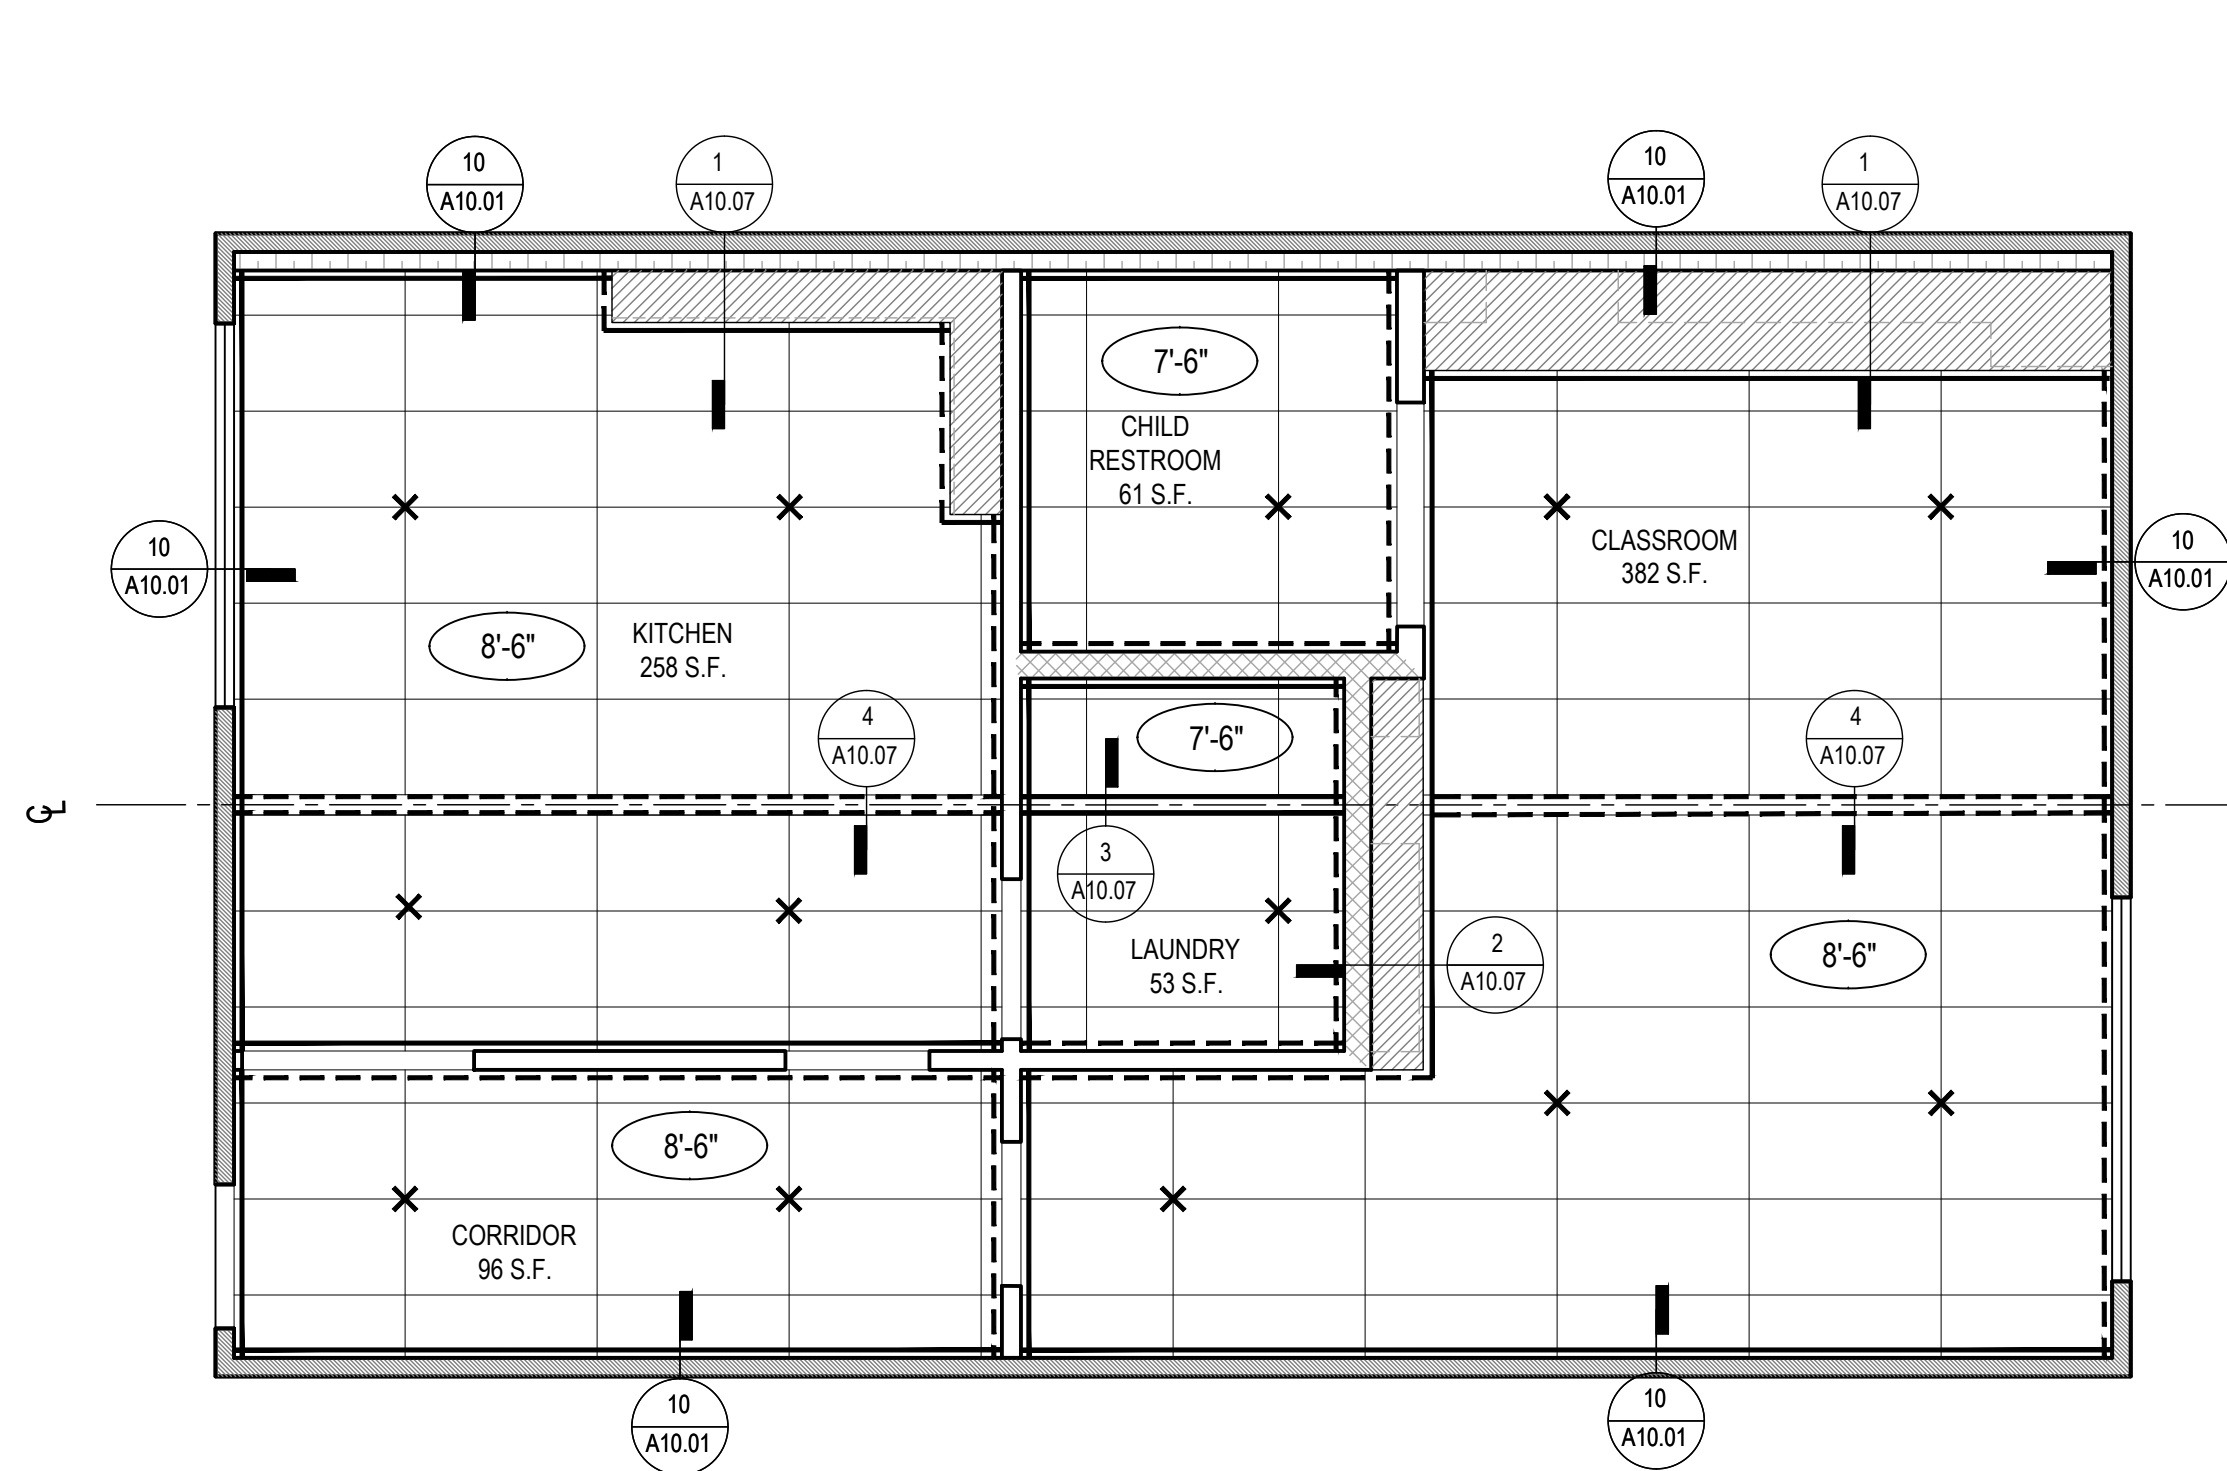 10
A10.01
1
A10.07
10
A10.01
1
A10.07
7'-6"
CHILD
RESTROOM
61 S.F.
CLASSROOM
382 S.F.
10
A10.01
10
A10.01
8'-6"
KITCHEN
258 S.F.
4
A10.07
7'-6"
4
A10.07
CL
3
A10.07
LAUNDRY
53 S.F.
2
A10.07
8'-6"
8'-6"
CORRIDOR
96 S.F.
10
A10.01
10
A10.01